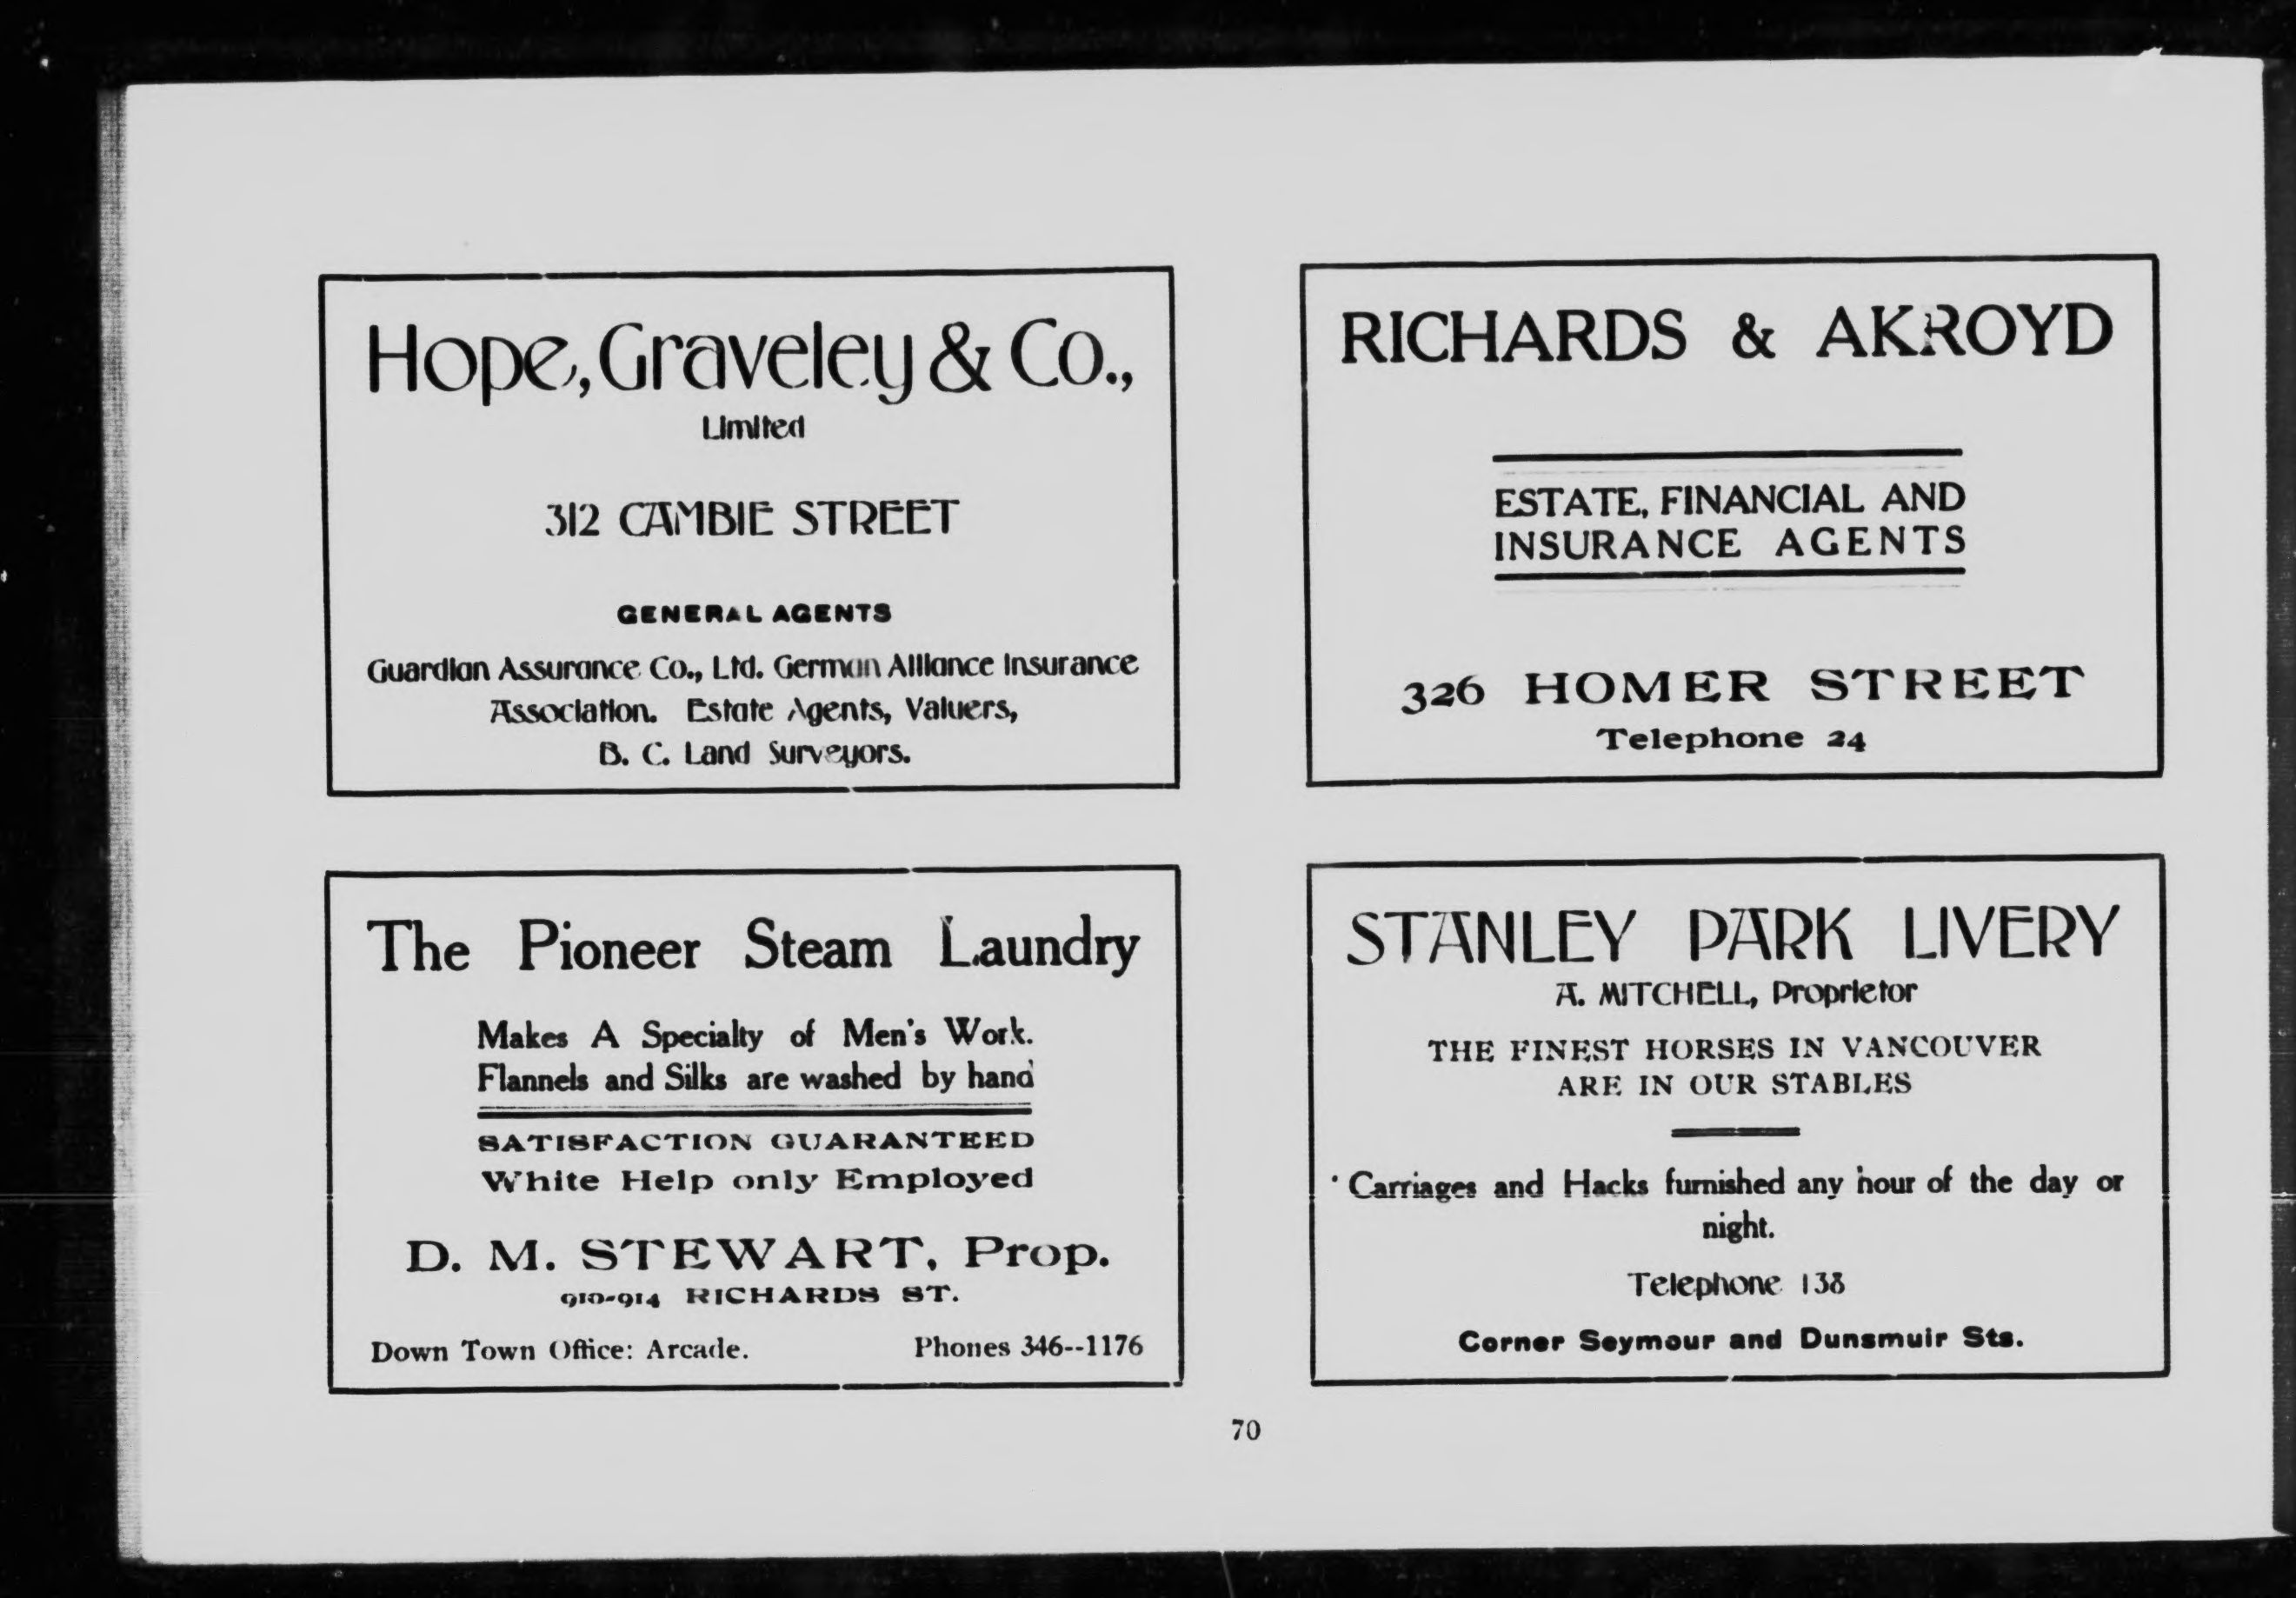 Hope, Graveley & Co.,
Limited
312 CAMBIE STREET
GENERAL AGENTS
Guardian Assurance Co., Ltd. German Alliance Insurance
Association. Estate Agents, Valuers,
B. C. Land Surveyors.
RICHARDS & AKROYD
ESTATE, FINANCIAL AND
INSURANCE AGENTS
326 HOMER STREET
Telephone 24
The Pioneer Steam Laundry
Makes A Specialty of Men's Work.
Flannels and Silks are washed by hand
SATISFACTION GUARANTEED
White Help only Employed
D. M. STEWART, Prop.
910-914 RICHARDS ST.
Down Town Office: Arcade. Phones 346--1176
STANLEY PARK LIVERY
A. MITCHELL, Proprietor
THE FINEST HORSES IN VANCOUVER
ARE IN OUR STABLES
Carriages and Hacks furnished any hour of the day or
night.
Telephone 138
Corner Seymour and Dunsmuir Sts.
70